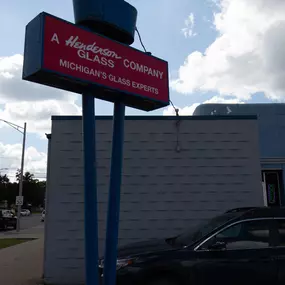 A Henderson GLASS COMPANY
MICHIGAN'S GLASS EXPERTS